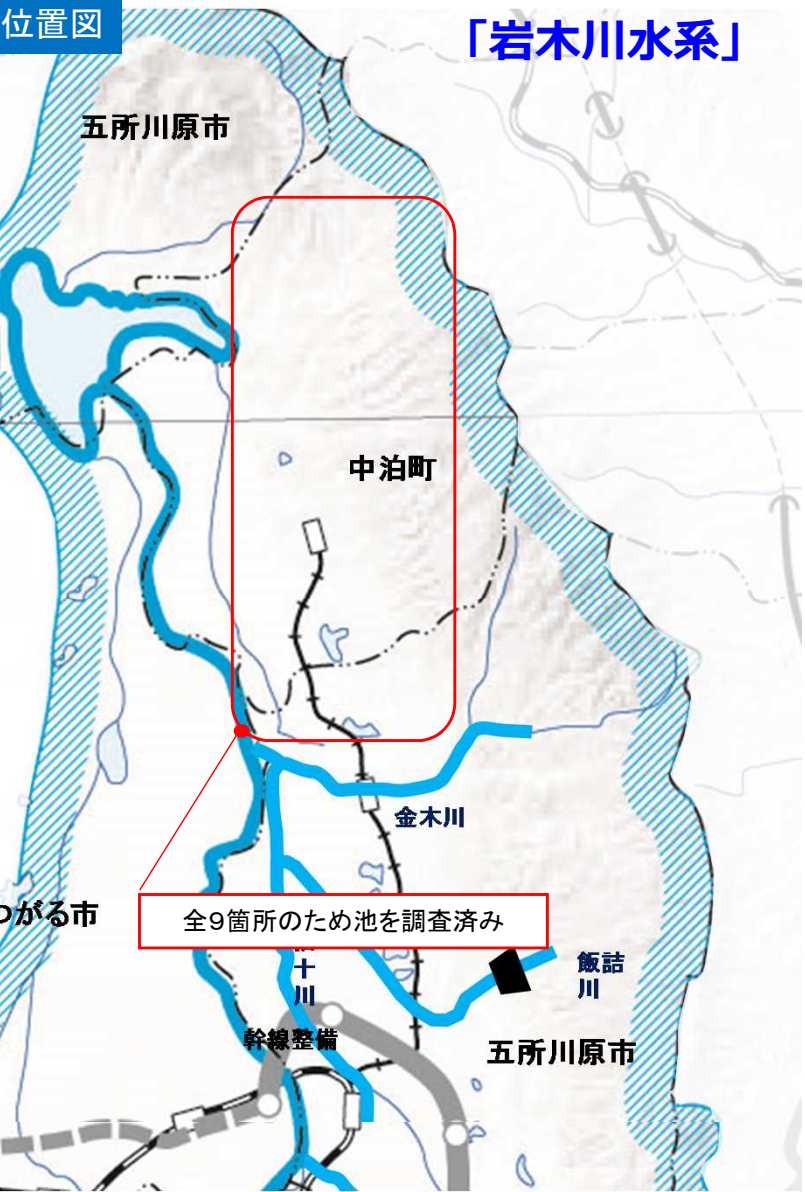 位置図
「岩木川水系」
五所川原市
中泊町
金木川
つがる市
全9箇所のため池を調査済み
十
川
飯詰
川
幹線整備
五所川原市